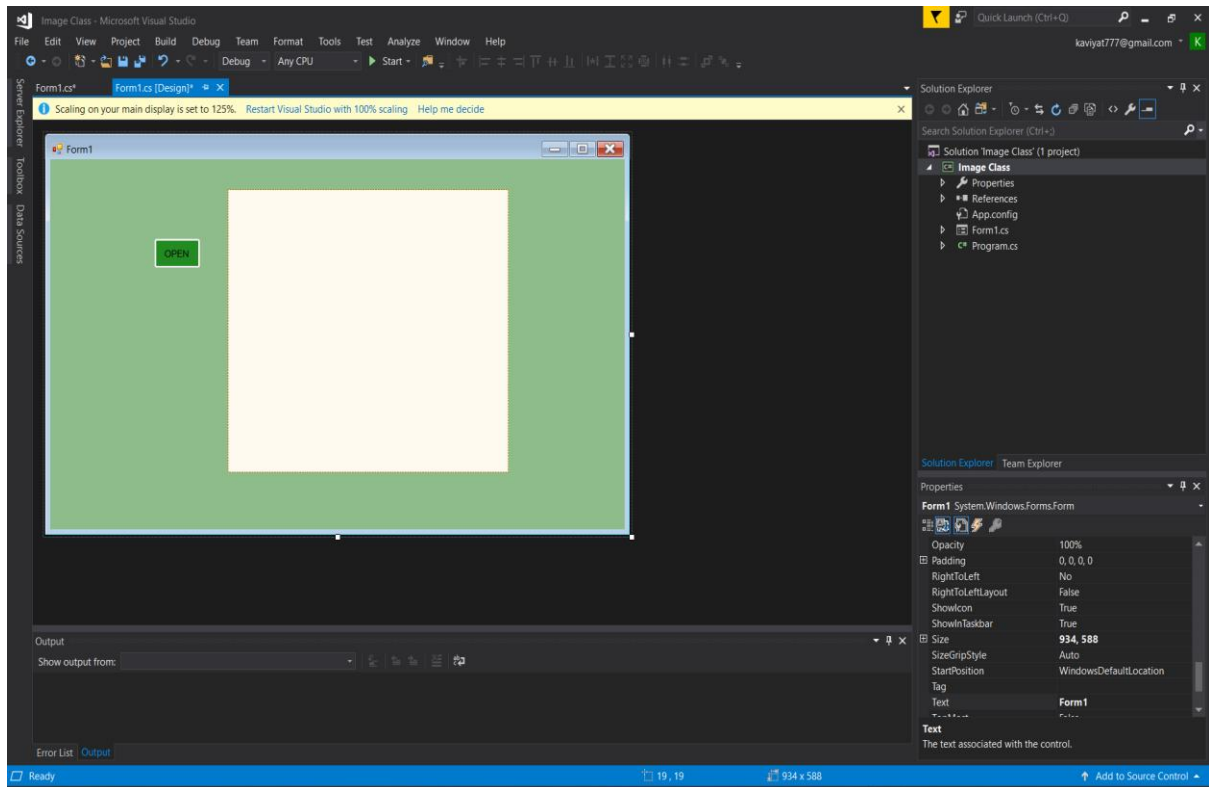 Image Class - Microsoft Visual Studio
Quick Launch (Ctrl+Q)
File Edit View Project Build Debug Team Format Tools Test Analyze Window Help
kaviyat777@gmail.com K
Debug Any CPU Start
Server Explorer
Toolbox
Data Sources
Form1.cs* Form1.cs [Design]*
Scaling on your main display is set to 125%. Restart Visual Studio with 100% scaling Help me decide
Form1
OPEN
Solution Explorer
Search Solution Explorer (Ctrl+;)
Solution 'Image Class' (1 project)
C# Image Class
Properties
References
App.config
Form1.cs
C# Program.cs
Solution Explorer Team Explorer
Properties
Form1 System.Windows.Forms.Form
Opacity 100%
Padding 0, 0, 0, 0
RightToLeft No
RightToLeftLayout False
ShowIcon True
ShowInTaskbar True
Size 934, 588
SizeGripStyle Auto
StartPosition WindowsDefaultLocation
Tag
Text Form1
Text
The text associated with the control.
Output
Show output from:
Error List Output
Ready 19 , 19 934 x 588 Add to Source Control